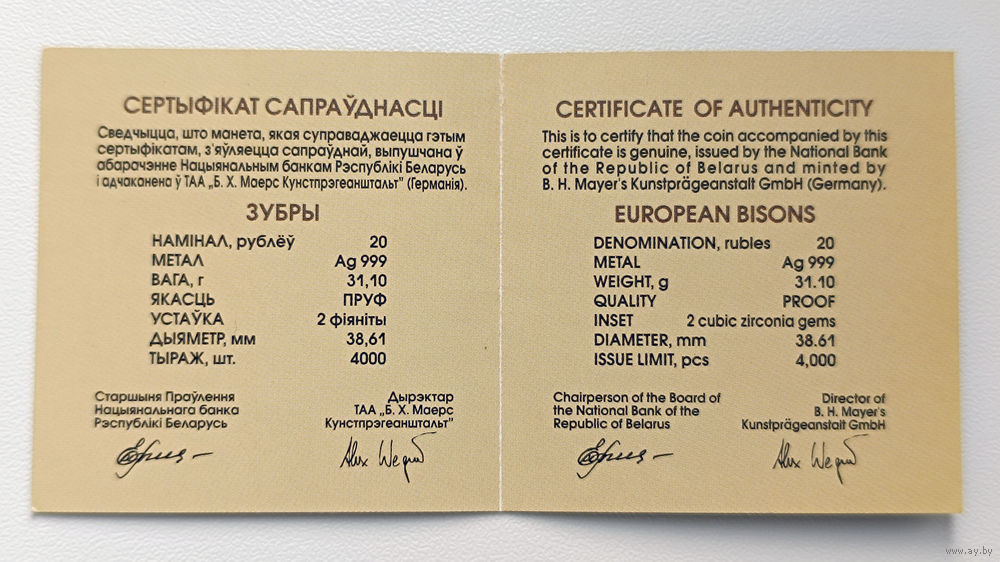 СЕРТЫФІКАТ САПРАЎДНАСЦІ
Сведчыцца, што манета, якая суправаджаецца гэтым
сертыфікатам, з'яўляецца сапраўднай, выпушчана ў
абарачэнне Нацыянальным банкам Рэспублікі Беларусь
і адчаканена ў ТАА „Б. Х. Маерс Кунстпрэгеанштальт" (Германія).
ЗУБРЫ
НАМІНАЛ, рублёў 20
МЕТАЛ Ag 999
ВАГА, г 31,10
ЯКАСЦЬ ПРУФ
УСТАЎКА 2 фіяніты
ДЫЯМЕТР, мм 38,61
ТЫРАЖ, шт. 4000
Старшыня Праўлення
Нацыянальнага банка
Рэспублікі Беларусь
Дырэктар
ТАА „Б. Х. Маерс
Кунстпрэгеанштальт"
CERTIFICATE OF AUTHENTICITY
This is to certify that the coin accompanied by this
certificate is genuine, issued by the National Bank
of the Republic of Belarus and minted by
B. H. Mayer's Kunstprägeanstalt GmbH (Germany).
EUROPEAN BISONS
DENOMINATION, rubles 20
METAL Ag 999
WEIGHT, g 31.10
QUALITY PROOF
INSET 2 cubic zirconia gems
DIAMETER, mm 38.61
ISSUE LIMIT, pcs 4,000
Chairperson of the Board of
the National Bank of the
Republic of Belarus
Director of
B. H. Mayer's
Kunstprägeanstalt GmbH
www.ay.by